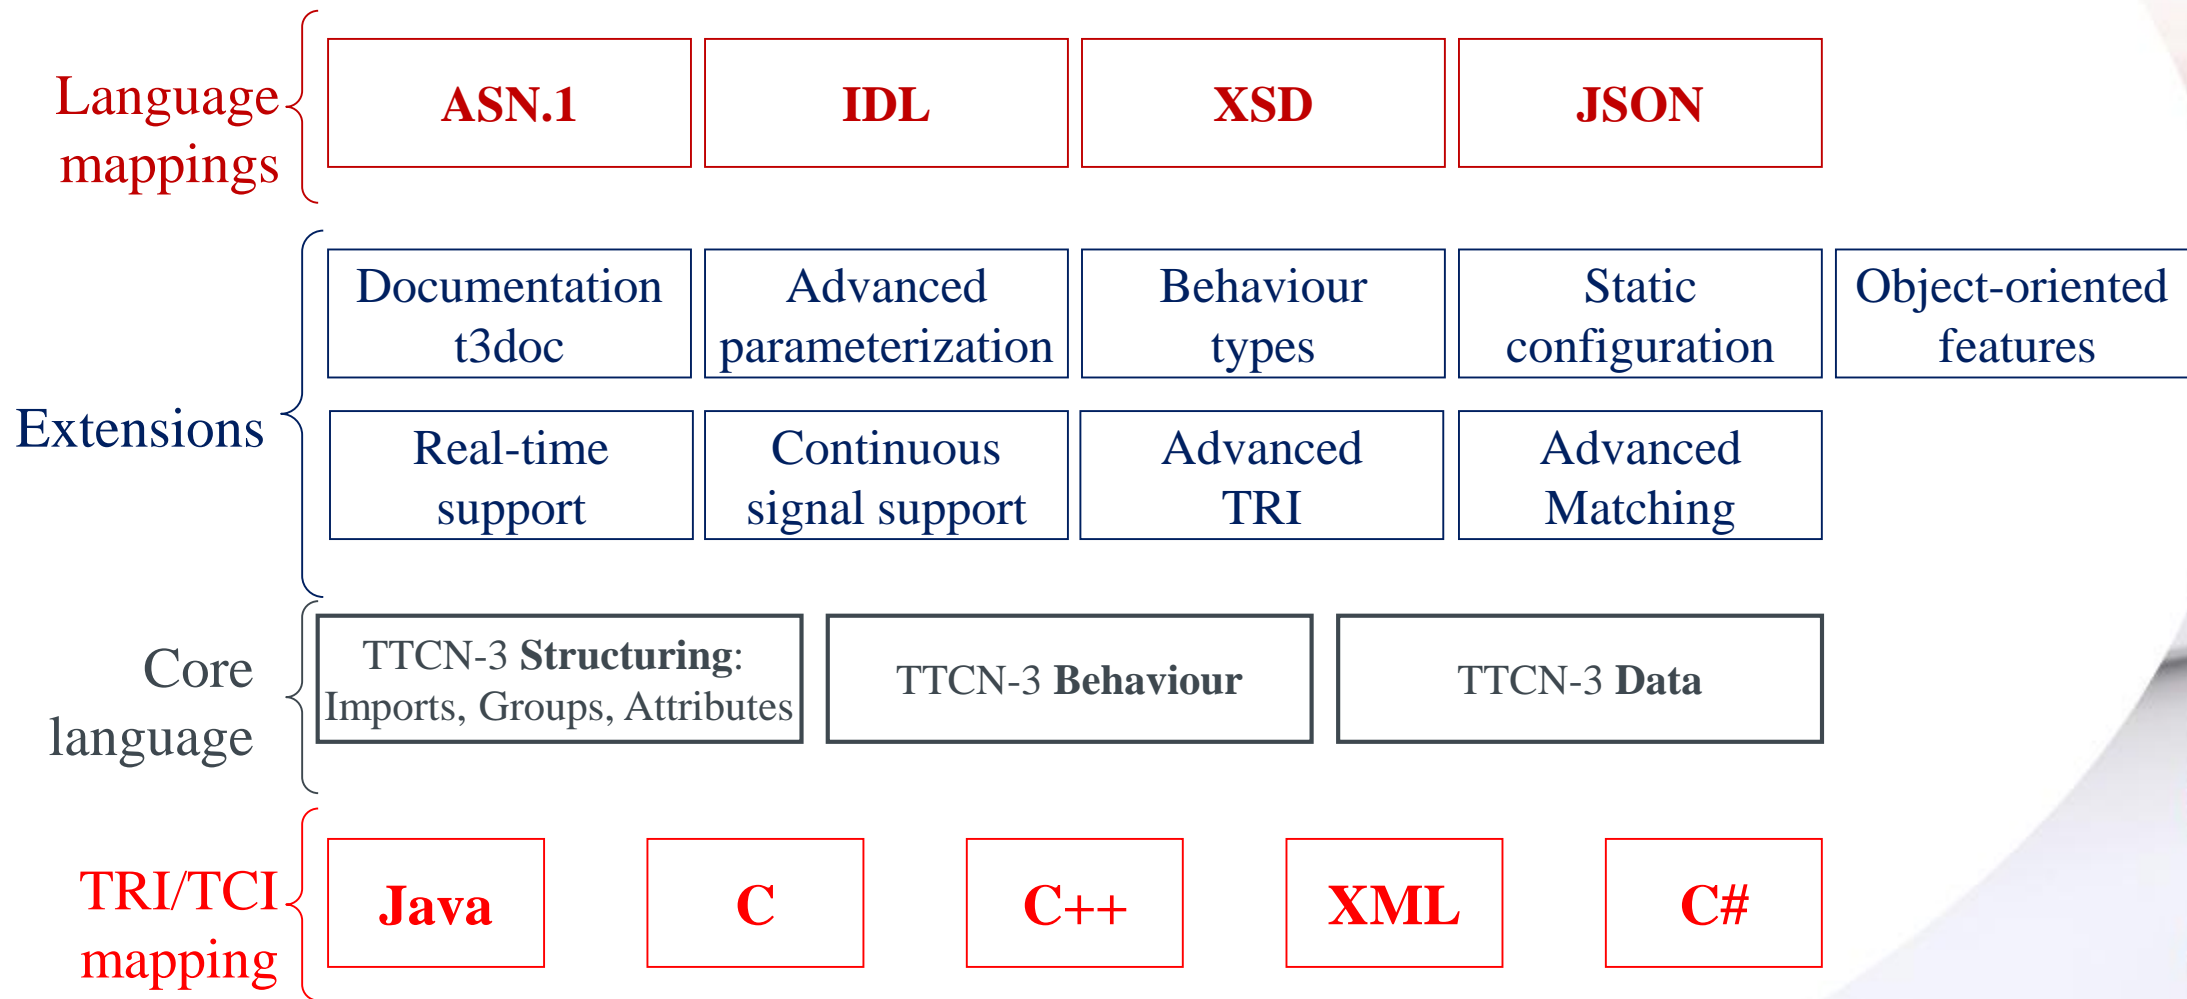 Language
mappings
ASN.1
IDL
XSD
JSON
Extensions
Documentation
t3doc
Advanced
parameterization
Behaviour
types
Static
configuration
Object-oriented
features
Real-time
support
Continuous
signal support
Advanced
TRI
Advanced
Matching
Core
language
TTCN-3 Structuring:
Imports, Groups, Attributes
TTCN-3 Behaviour
TTCN-3 Data
TRI/TCI
mapping
Java
C
C++
XML
C#